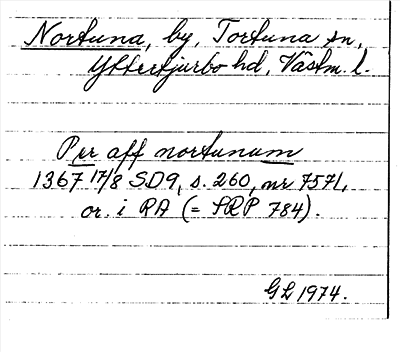 Nortuna, by, Tortuna sn,
Yttertjurbo hd, Västm. l.
Per aff nortunum
1367 17/8 SD9, s. 260, nr 7571,
or. i RA (= SRP 784).
GL 1974.